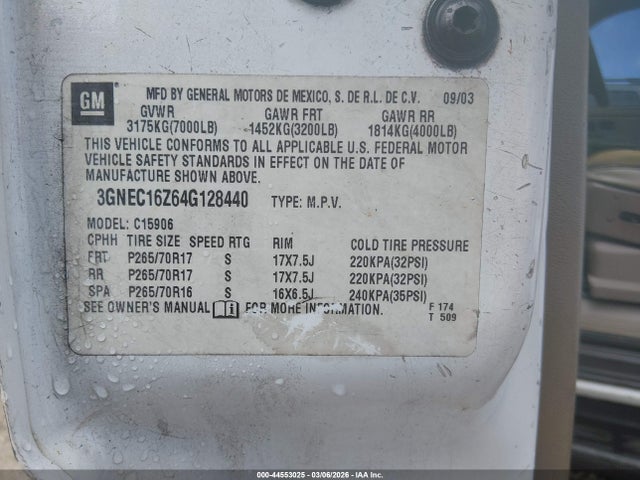 GM
MFD BY GENERAL MOTORS DE MEXICO, S. DE R.L. DE C.V. 09/03
GVWR GAWR FRT GAWR RR
3175KG(7000LB) 1452KG(3200LB) 1814KG(4000LB)
THIS VEHICLE CONFORMS TO ALL APPLICABLE U.S. FEDERAL MOTOR
VEHICLE SAFETY STANDARDS IN EFFECT ON THE DATE OF
MANUFACTURE SHOWN ABOVE.
3GNEC16Z64G128440 TYPE: M.P.V.
MODEL: C15906
CPHH TIRE SIZE SPEED RTG RIM COLD TIRE PRESSURE
FRT P265/70R17 S 17X7.5J 220KPA(32PSI)
RR P265/70R17 S 17X7.5J 220KPA(32PSI)
SPA P265/70R16 S 16X6.5J 240KPA(35PSI)
SEE OWNER'S MANUAL FOR MORE INFORMATION.
F 174
T 509
000-44553025 | 03/06/2026 | IAA, Inc. All Rights Reserved